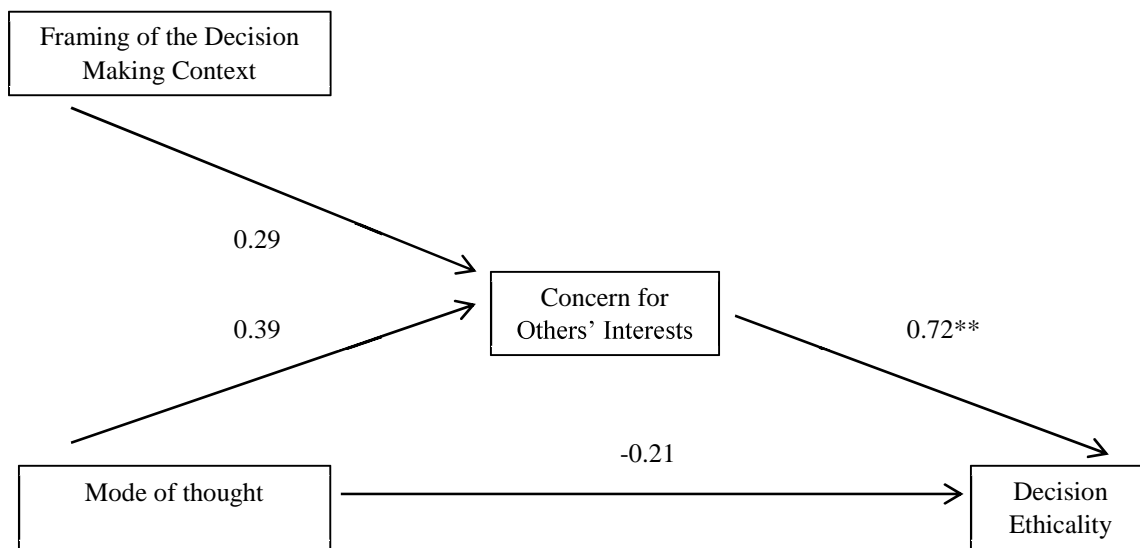 Framing of the Decision
Making Context
0.29
Concern for
Others’ Interests
0.39
0.72**
-0.21
Mode of thought
Decision
Ethicality